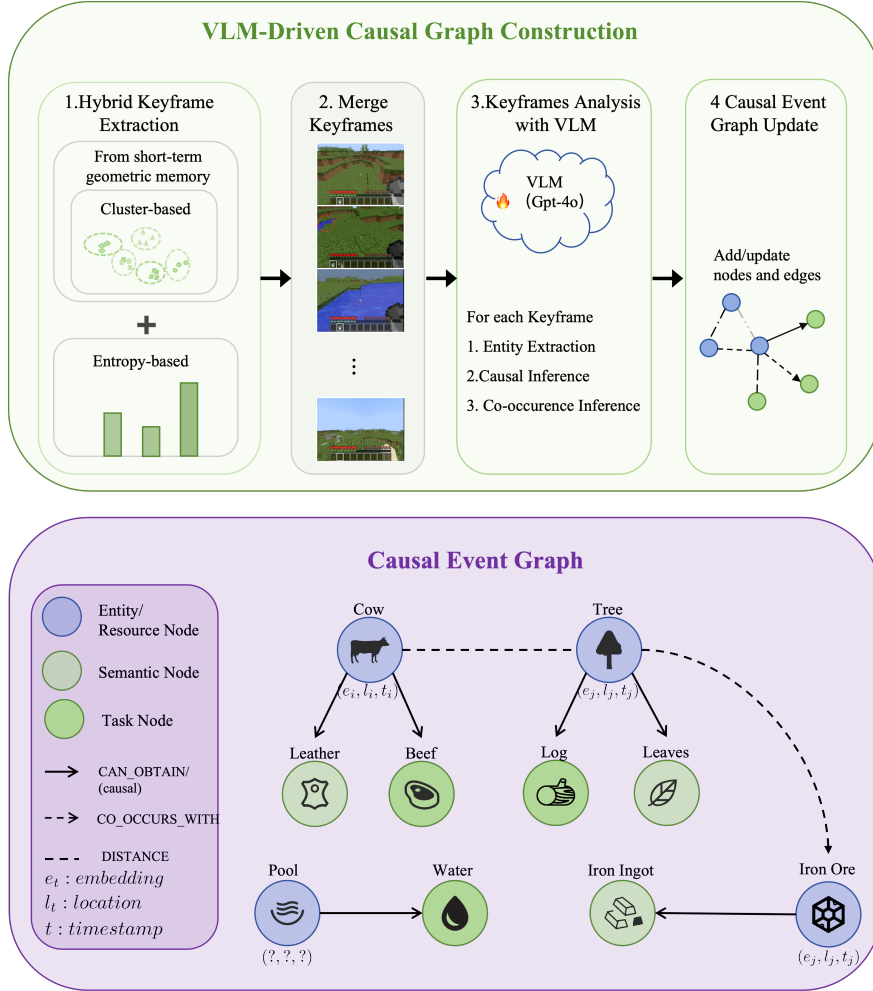 VLM-Driven Causal Graph Construction
1.Hybrid Keyframe
Extraction
From short-term
geometric memory
Cluster-based
+
Entropy-based
2. Merge
Keyframes
⋮
3.Keyframes Analysis
with VLM
VLM
(Gpt-4o)
For each Keyframe
1. Entity Extraction
2.Causal Inference
3. Co-occurence Inference
4 Causal Event
Graph Update
Add/update
nodes and edges
Causal Event Graph
Entity/
Resource Node
Semantic Node
Task Node
CAN_OBTAIN/
(causal)
CO_OCCURS_WITH
DISTANCE
e_t : embedding
l_t : location
t : timestamp
Cow
(e_i, l_i, t_i)
Tree
(e_j, l_j, t_j)
Leather
Beef
Log
Leaves
Pool
(?, ?, ?)
Water
Iron Ingot
Iron Ore
(e_j, l_j, t_j)